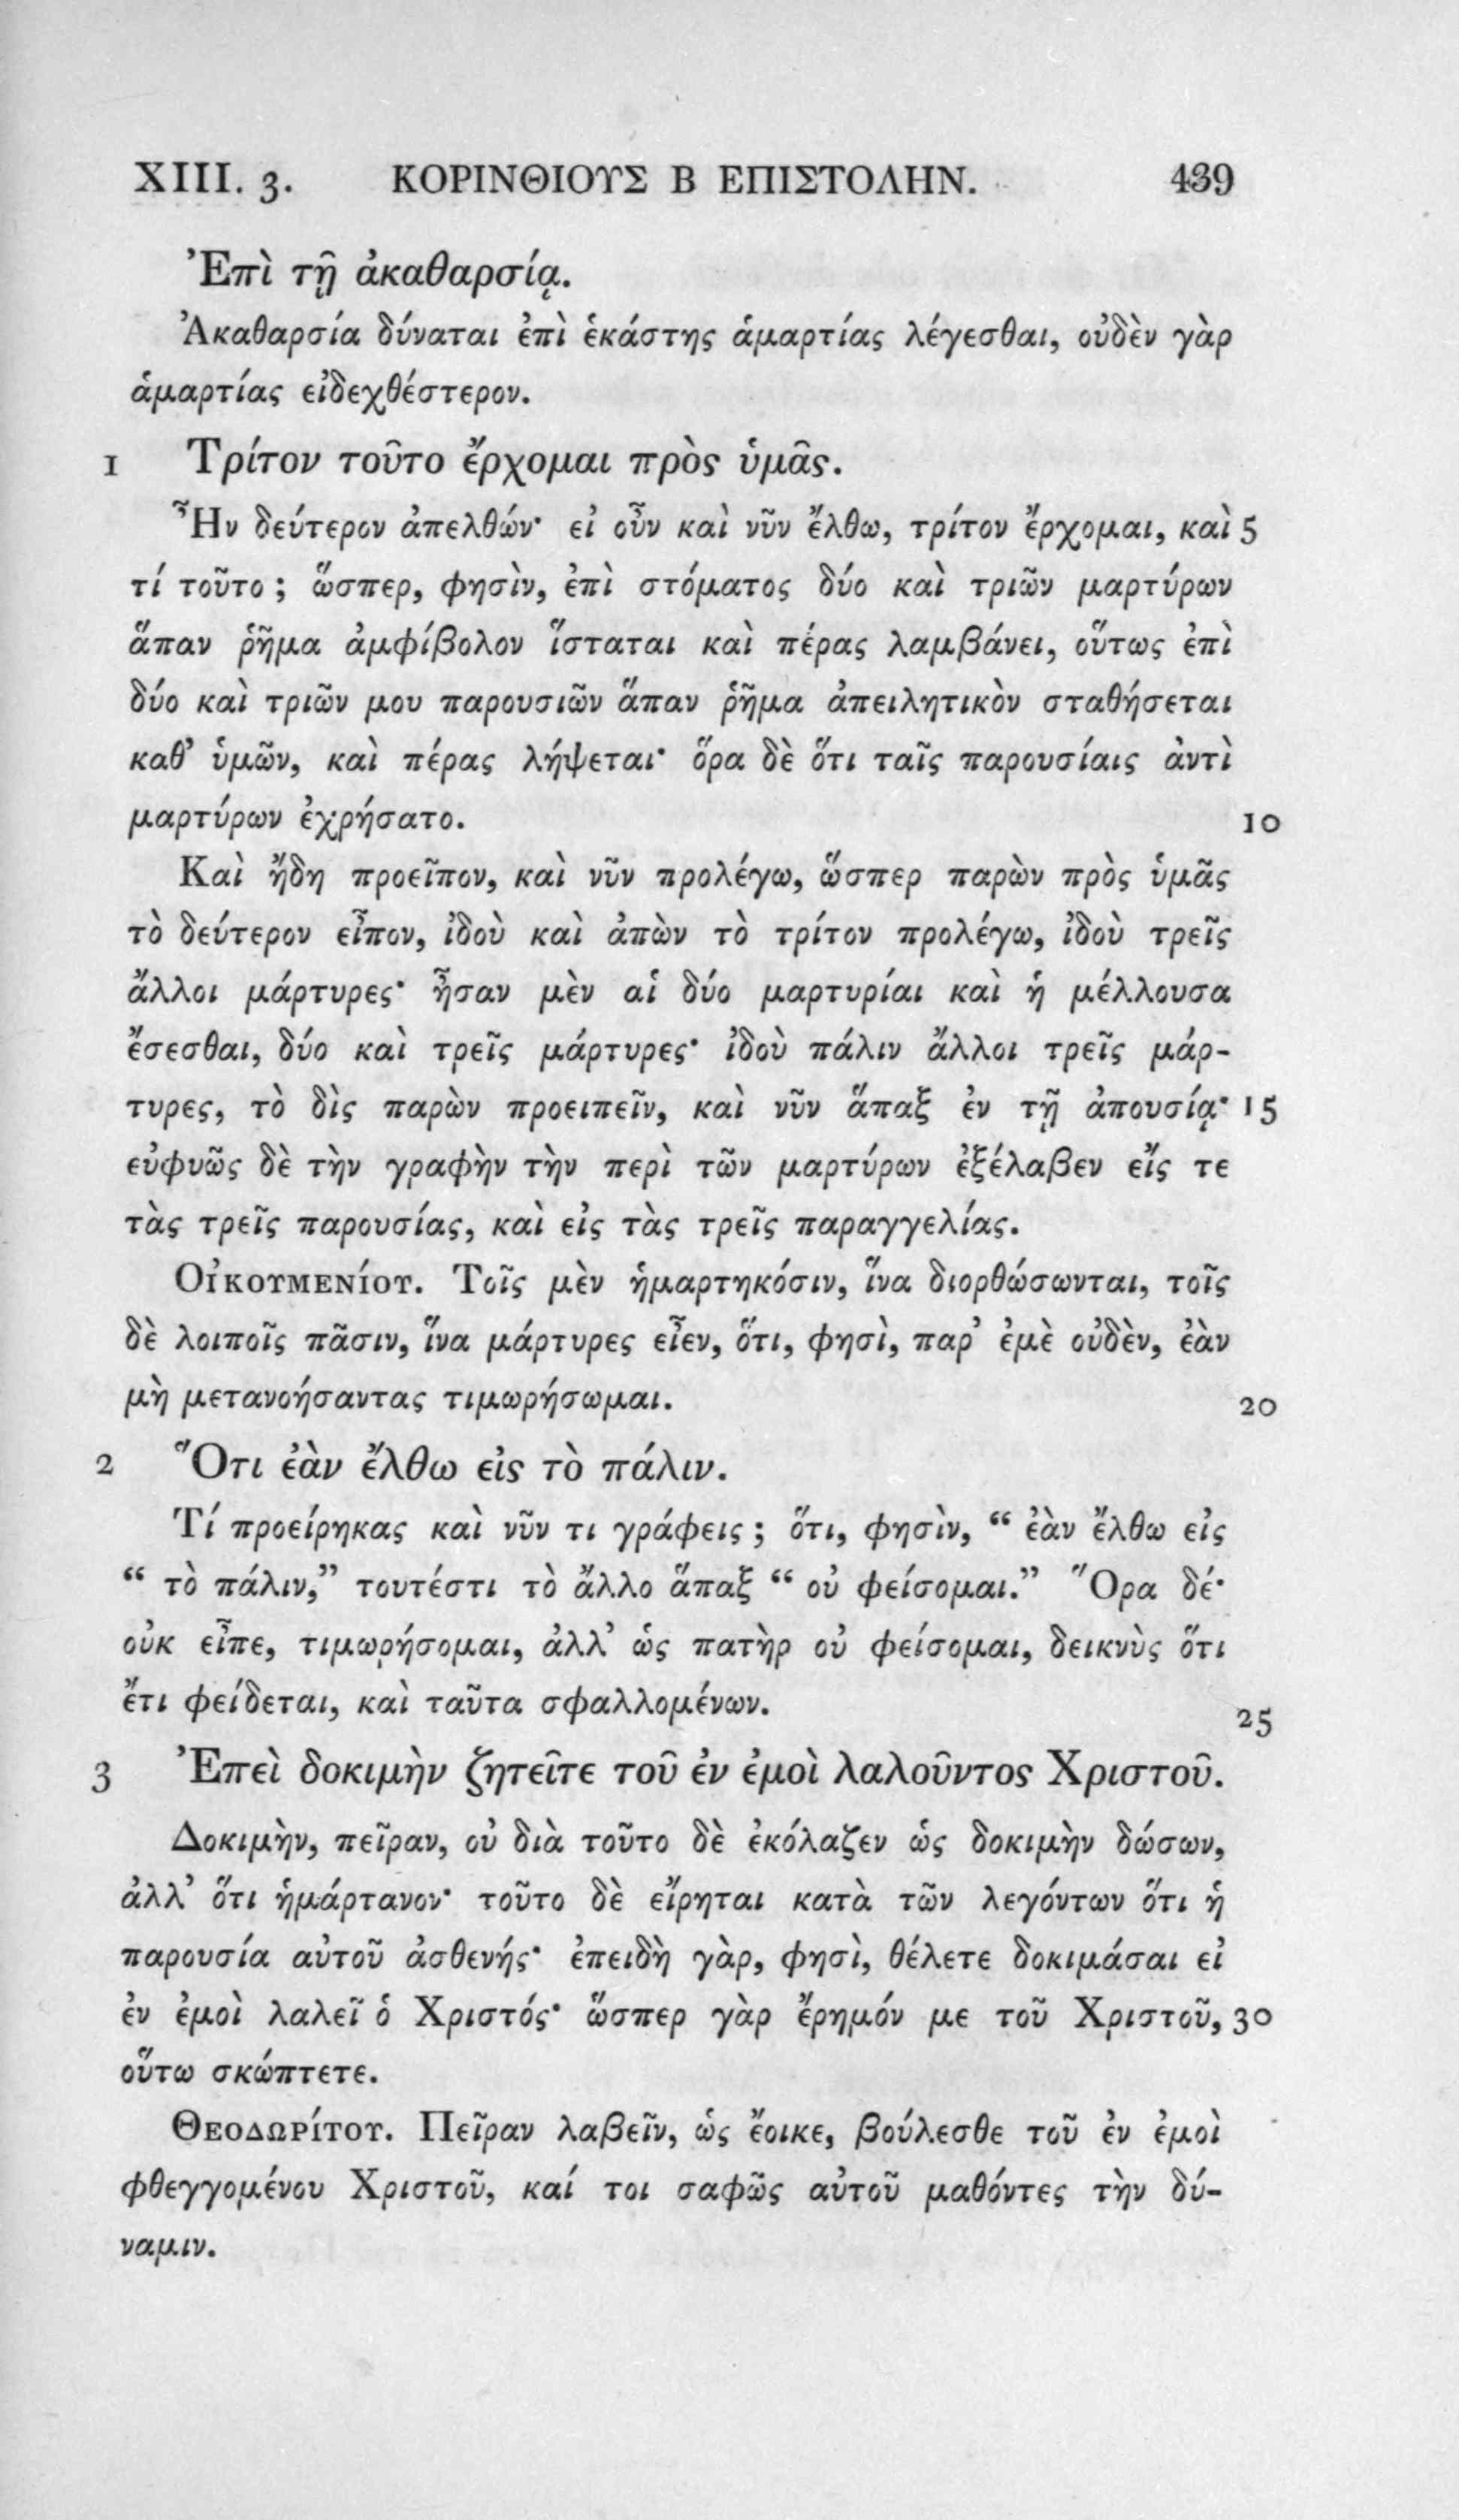 XIII. 3. ΚΟΡΙΝΘΙΟΥΣ Β ΕΠΙΣΤΟΛΗΝ. 439
Ἐπὶ τῇ ἀκαθαρσίᾳ.
Ἀκαθαρσία δύναται ἐπὶ ἑκάστης ἁμαρτίας λέγεσθαι, οὐδὲν γὰρ
ἁμαρτίας εἰδεχθέστερον.
1 Τρίτον τοῦτο ἔρχομαι πρὸς ὑμᾶς.
Ἦν δεύτερον ἀπελθών· εἰ οὖν καὶ νῦν ἔλθω, τρίτον ἔρχομαι, καὶ 5
τί τοῦτο ; ὥσπερ, φησὶν, ἐπὶ στόματος δύο καὶ τριῶν μαρτύρων
ἅπαν ῥῆμα ἀμφίβολον ἵσταται καὶ πέρας λαμβάνει, οὕτως ἐπὶ
δύο καὶ τριῶν μου παρουσιῶν ἅπαν ῥῆμα ἀπειλητικὸν σταθήσεται
καθ’ ὑμῶν, καὶ πέρας λήψεται· ὅρα δὲ ὅτι ταῖς παρουσίαις ἀντὶ
μαρτύρων ἐχρήσατο. 10
Καὶ ἤδη προεῖπον, καὶ νῦν προλέγω, ὥσπερ παρὼν πρὸς ὑμᾶς
τὸ δεύτερον εἶπον, ἰδοὺ καὶ ἀπὼν τὸ τρίτον προλέγω, ἰδοὺ τρεῖς
ἄλλοι μάρτυρες· ἦσαν μὲν αἱ δύο μαρτυρίαι καὶ ἡ μέλλουσα
ἔσεσθαι, δύο καὶ τρεῖς μάρτυρες· ἰδοὺ πάλιν ἄλλοι τρεῖς μάρ-
τυρες, τὸ δὶς παρὼν προειπεῖν, καὶ νῦν ἅπαξ ἐν τῇ ἀπουσίᾳ· 15
εὐφυῶς δὲ τὴν γραφὴν τὴν περὶ τῶν μαρτύρων ἐξέλαβεν εἴς τε
τὰς τρεῖς παρουσίας, καὶ εἰς τὰς τρεῖς παραγγελίας.
Οἰκουμενίου. Τοῖς μὲν ἡμαρτηκόσιν, ἵνα διορθώσωνται, τοῖς
δὲ λοιποῖς πᾶσιν, ἵνα μάρτυρες εἶεν, ὅτι, φησὶ, παρ’ ἐμὲ οὐδὲν, ἐὰν
μὴ μετανοήσαντας τιμωρήσωμαι. 20
2 Ὅτι ἐὰν ἔλθω εἰς τὸ πάλιν.
Τί προείρηκας καὶ νῦν τι γράφεις ; ὅτι, φησὶν, “ ἐὰν ἔλθω εἰς
“ τὸ πάλιν,” τουτέστι τὸ ἄλλο ἅπαξ “ οὐ φείσομαι.” Ὅρα δέ·
οὐκ εἶπε, τιμωρήσομαι, ἀλλ’ ὡς πατὴρ οὐ φείσομαι, δεικνὺς ὅτι
ἔτι φείδεται, καὶ ταῦτα σφαλλομένων. 25
3 Ἐπεὶ δοκιμὴν ζητεῖτε τοῦ ἐν ἐμοὶ λαλοῦντος Χριστοῦ.
Δοκιμὴν, πεῖραν, οὐ διὰ τοῦτο δὲ ἐκόλαζεν ὡς δοκιμὴν δώσων,
ἀλλ’ ὅτι ἡμάρτανον· τοῦτο δὲ εἴρηται κατὰ τῶν λεγόντων ὅτι ἡ
παρουσία αὐτοῦ ἀσθενής· ἐπειδὴ γὰρ, φησὶ, θέλετε δοκιμάσαι εἰ
ἐν ἐμοὶ λαλεῖ ὁ Χριστός· ὥσπερ γὰρ ἔρημόν με τοῦ Χριστοῦ, 30
οὕτω σκώπτετε.
Θεοδωρίτου. Πεῖραν λαβεῖν, ὡς ἔοικε, βούλεσθε τοῦ ἐν ἐμοὶ
φθεγγομένου Χριστοῦ, καί τοι σαφῶς αὐτοῦ μαθόντες τὴν δύ-
ναμιν.